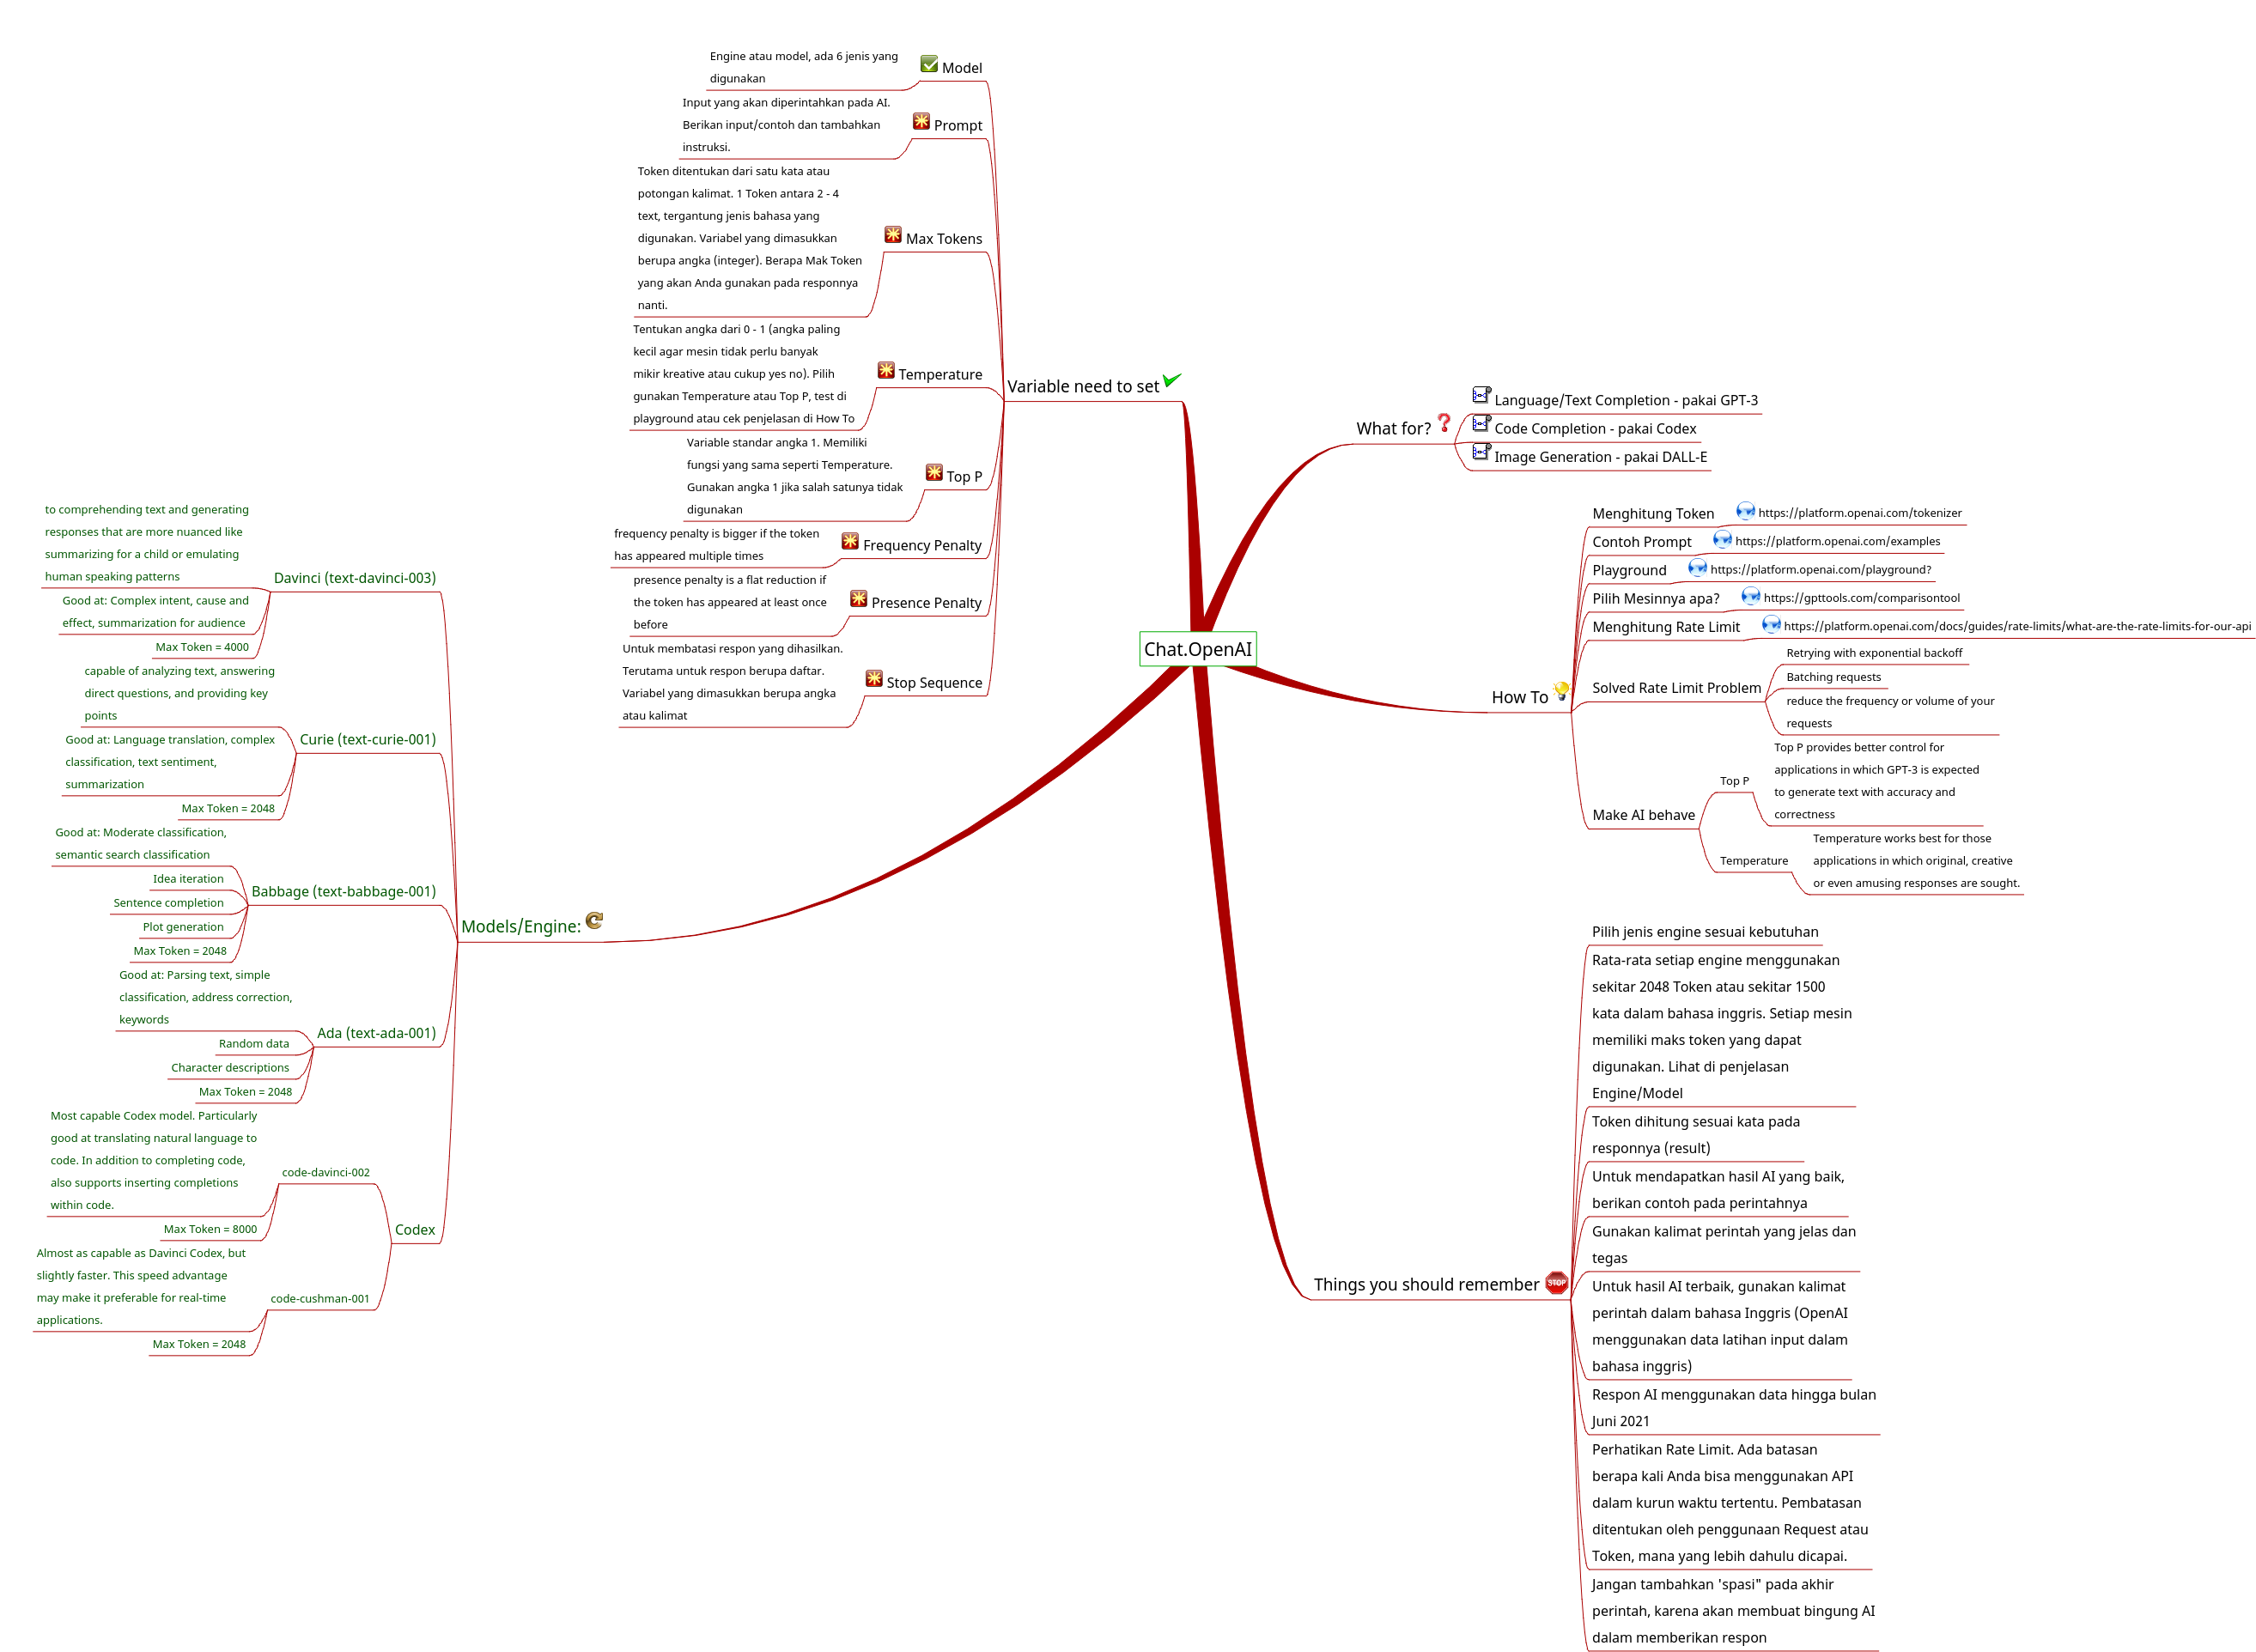 Chat.OpenAI
What for?
Language/Text Completion - pakai GPT-3
Code Completion - pakai Codex
Image Generation - pakai DALL-E
How To
Menghitung Token
https://platform.openai.com/tokenizer
Contoh Prompt
https://platform.openai.com/examples
Playground
https://platform.openai.com/playground?
Pilih Mesinnya apa?
https://gpttools.com/comparisontool
Menghitung Rate Limit
https://platform.openai.com/docs/guides/rate-limits/what-are-the-rate-limits-for-our-api
Solved Rate Limit Problem
Retrying with exponential backoff
Batching requests
reduce the frequency or volume of your
requests
Make AI behave
Top P
Top P provides better control for
applications in which GPT-3 is expected
to generate text with accuracy and
correctness
Temperature
Temperature works best for those
applications in which original, creative
or even amusing responses are sought.
Things you should remember
STOP
Pilih jenis engine sesuai kebutuhan
Rata-rata setiap engine menggunakan
sekitar 2048 Token atau sekitar 1500
kata dalam bahasa inggris. Setiap mesin
memiliki maks token yang dapat
digunakan. Lihat di penjelasan
Engine/Model
Token dihitung sesuai kata pada
responnya (result)
Untuk mendapatkan hasil AI yang baik,
berikan contoh pada perintahnya
Gunakan kalimat perintah yang jelas dan
tegas
Untuk hasil AI terbaik, gunakan kalimat
perintah dalam bahasa Inggris (OpenAI
menggunakan data latihan input dalam
bahasa inggris)
Respon AI menggunakan data hingga bulan
Juni 2021
Perhatikan Rate Limit. Ada batasan
berapa kali Anda bisa menggunakan API
dalam kurun waktu tertentu. Pembatasan
ditentukan oleh penggunaan Request atau
Token, mana yang lebih dahulu dicapai.
Jangan tambahkan 'spasi" pada akhir
perintah, karena akan membuat bingung AI
dalam memberikan respon
Variable need to set
Model
Engine atau model, ada 6 jenis yang
digunakan
Prompt
Input yang akan diperintahkan pada AI.
Berikan input/contoh dan tambahkan
instruksi.
Max Tokens
Token ditentukan dari satu kata atau
potongan kalimat. 1 Token antara 2 - 4
text, tergantung jenis bahasa yang
digunakan. Variabel yang dimasukkan
berupa angka (integer). Berapa Mak Token
yang akan Anda gunakan pada responnya
nanti.
Temperature
Tentukan angka dari 0 - 1 (angka paling
kecil agar mesin tidak perlu banyak
mikir kreative atau cukup yes no). Pilih
gunakan Temperature atau Top P, test di
playground atau cek penjelasan di How To
Top P
Variable standar angka 1. Memiliki
fungsi yang sama seperti Temperature.
Gunakan angka 1 jika salah satunya tidak
digunakan
Frequency Penalty
frequency penalty is bigger if the token
has appeared multiple times
Presence Penalty
presence penalty is a flat reduction if
the token has appeared at least once
before
Stop Sequence
Untuk membatasi respon yang dihasilkan.
Terutama untuk respon berupa daftar.
Variabel yang dimasukkan berupa angka
atau kalimat
Models/Engine:
Davinci (text-davinci-003)
to comprehending text and generating
responses that are more nuanced like
summarizing for a child or emulating
human speaking patterns
Good at: Complex intent, cause and
effect, summarization for audience
Max Token = 4000
Curie (text-curie-001)
capable of analyzing text, answering
direct questions, and providing key
points
Good at: Language translation, complex
classification, text sentiment,
summarization
Max Token = 2048
Babbage (text-babbage-001)
Good at: Moderate classification,
semantic search classification
Idea iteration
Sentence completion
Plot generation
Max Token = 2048
Ada (text-ada-001)
Good at: Parsing text, simple
classification, address correction,
keywords
Random data
Character descriptions
Max Token = 2048
Codex
code-davinci-002
Most capable Codex model. Particularly
good at translating natural language to
code. In addition to completing code,
also supports inserting completions
within code.
Max Token = 8000
code-cushman-001
Almost as capable as Davinci Codex, but
slightly faster. This speed advantage
may make it preferable for real-time
applications.
Max Token = 2048